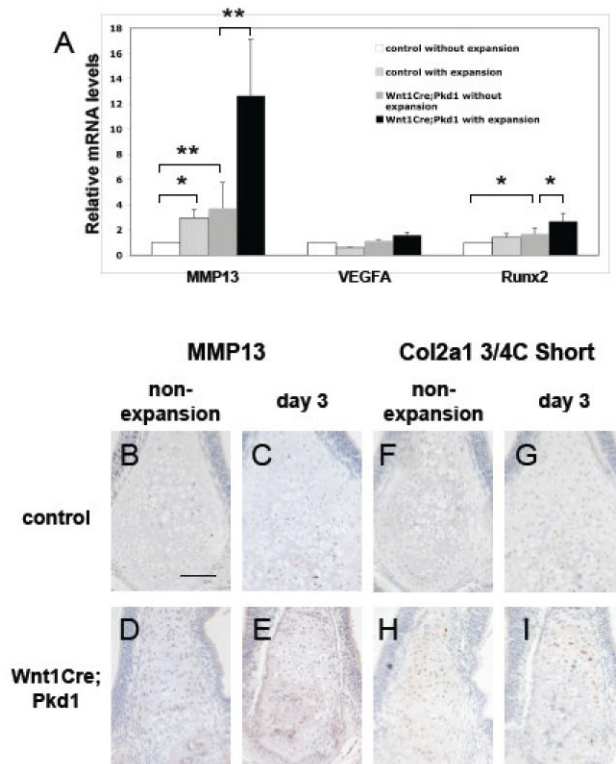 A
Relative mRNA levels
18
16
14
12
10
8
6
4
2
0
control without expansion
control with expansion
Wnt1Cre;Pkd1 without
expansion
Wnt1Cre;Pkd1 with expansion
**
**
*
*
*
MMP13 VEGFA Runx2
MMP13 Col2a1 3/4C Short
non-
expansion
day 3
non-
expansion
day 3
control
B C F G
Wnt1Cre;
Pkd1
D E H I